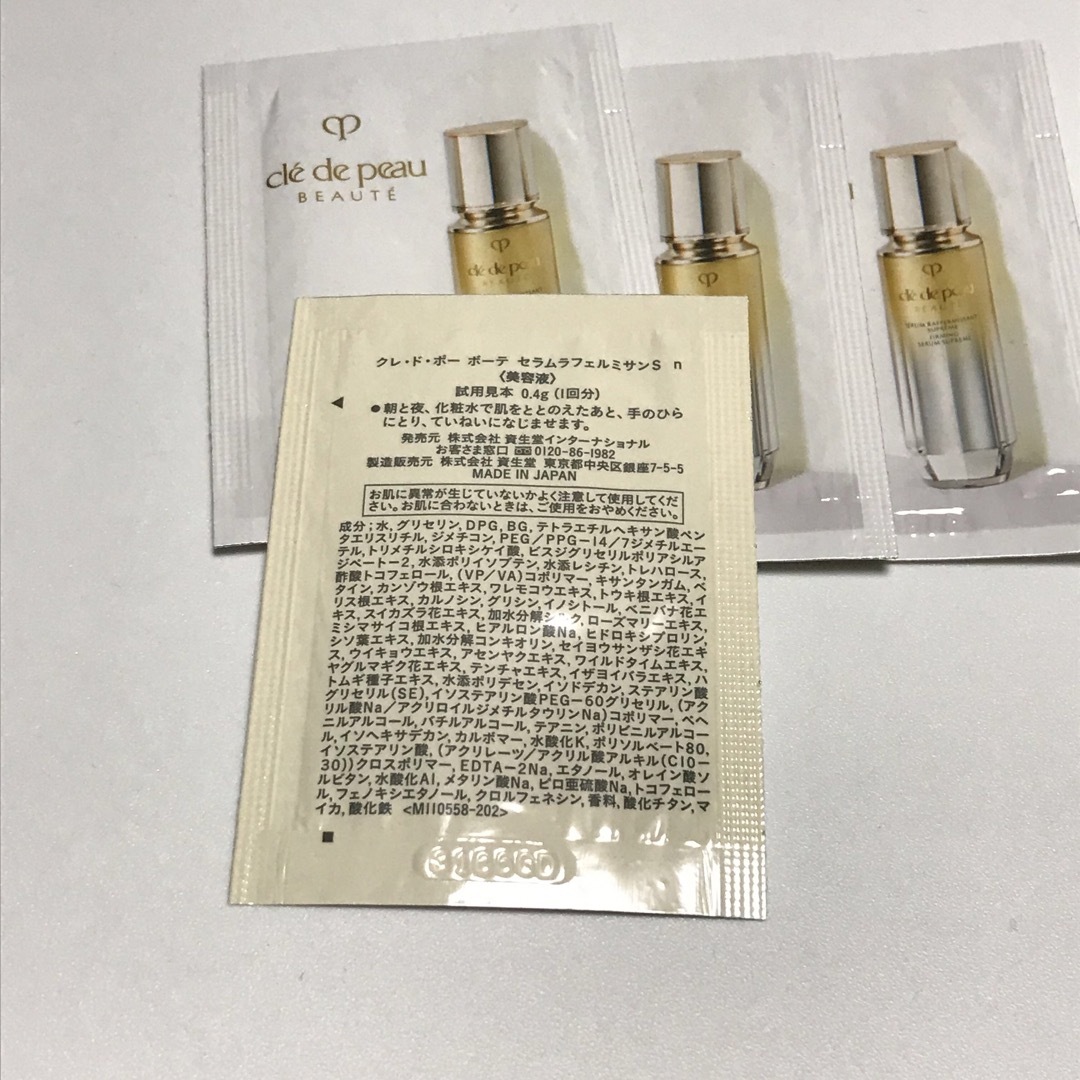 clé de peau
BEAUTÉ
clé de peau
BEAUTÉ
clé de peau
BEAUTÉ
SÉRUM RAFFERMISSANT
SUPRÊME
FIRMING
SERUM SUPREME
クレ・ド・ポー ボーテ セラムラフェルミサンS n
〈美容液〉
試用見本 0.4g (1回分)
●朝と夜、化粧水で肌をととのえたあと、手のひら
にとり、ていねいになじませます。
発売元 株式会社 資生堂インターナショナル
お客さま窓口 0120-86-1982
製造販売元 株式会社 資生堂 東京都中央区銀座7-5-5
MADE IN JAPAN
お肌に異常が生じていないかよく注意して使用してくだ
さい。お肌に合わないときは、ご使用をおやめください。
成分;水,グリセリン,DPG,BG,テトラエチルヘキサン酸ペン
タエリスリチル,ジメチコン,PEG/PPG-14/7ジメチルエー
テル,トリメチルシロキシケイ酸,ビスジグリセリルポリアシルア
ジペート-2,水添ポリイソブテン,水添レシチン,トレハロース,
酢酸トコフェロール,(VP/VA)コポリマー,キサンタンガム,ベ
タイン,カンゾウ根エキス,ワレモコウエキス,トウキ根エキス,イ
リス根エキス,カルノシン,グリシン,イノシトール,ベニバナ花エ
キス,スイカズラ花エキス,加水分解シルク,ローズマリーエキス,
ミシマサイコ根エキス,ヒアルロン酸Na,ヒドロキシプロリン,
シソ葉エキス,加水分解コンキオリン,セイヨウサンザシ花エキ
ス,ウイキョウエキス,アセンヤクエキス,ワイルドタイムエキス,
ヤグルマギク花エキス,テンチャエキス,イザヨイバラエキス,ハ
トムギ種子エキス,水添ポリデセン,イソドデカン,ステアリン酸
グリセリル(SE),イソステアリン酸PEG-60グリセリル,(アク
リル酸Na/アクリロイルジメチルタウリンNa)コポリマー,ベヘ
ニルアルコール,バチルアルコール,テアニン,ポリビニルアルコー
ル,イソヘキサデカン,カルボマー,水酸化K,ポリソルベート80,
イソステアリン酸,(アクリレーツ/アクリル酸アルキル(C10-
30))クロスポリマー,EDTA-2Na,エタノール,オレイン酸ソ
ルビタン,水酸化Al,メタリン酸Na,ピロ亜硫酸Na,トコフェロー
ル,フェノキシエタノール,クロルフェネシン,香料,酸化チタン,マ
イカ,酸化鉄 <M110558-202>